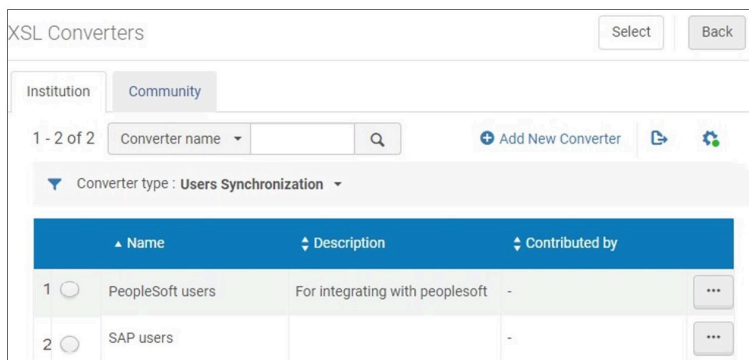 XSL Converters Select Back
Institution Community
1 - 2 of 2 Converter name Add New Converter
Converter type : Users Synchronization
Name Description Contributed by
1 PeopleSoft users For integrating with peoplesoft - ...
2 SAP users - ...